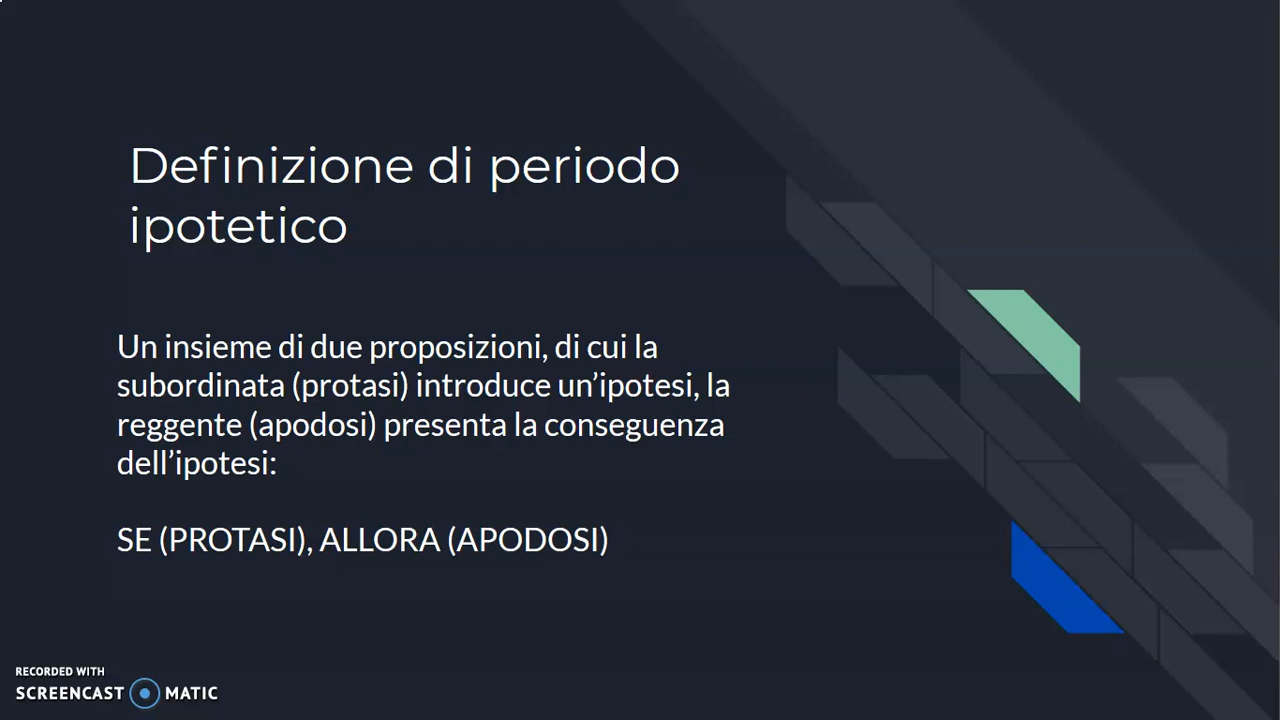 Definizione di periodo
ipotetico
Un insieme di due proposizioni, di cui la
subordinata (protasi) introduce un’ipotesi, la
reggente (apodosi) presenta la conseguenza
dell’ipotesi:
SE (PROTASI), ALLORA (APODOSI)
RECORDED WITH
SCREENCAST MATIC